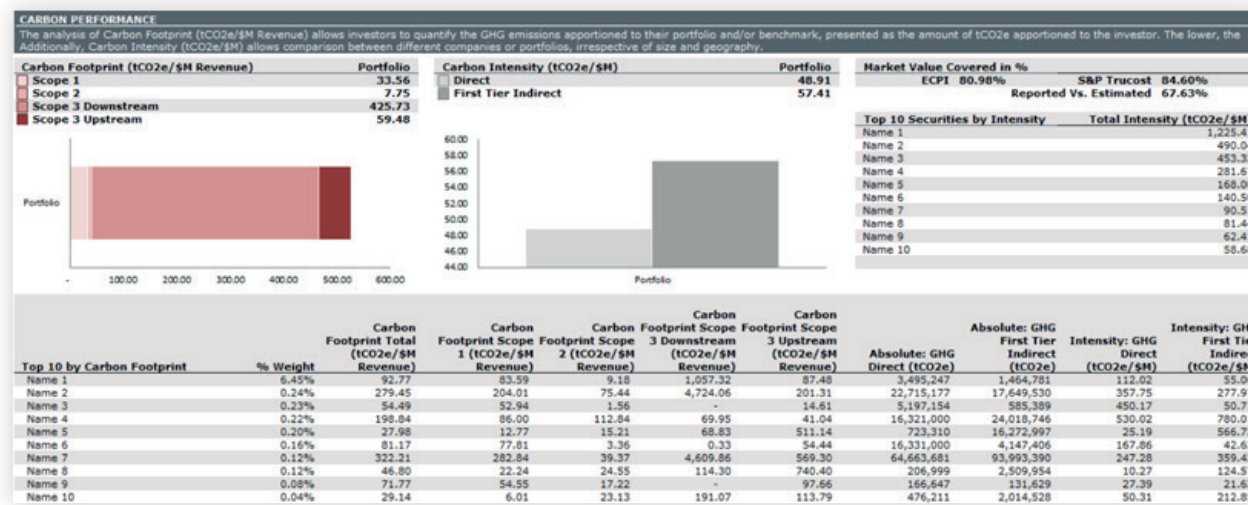 CARBON PERFORMANCE
The analysis of Carbon Footprint (tCO2e/$M Revenue) allows investors to quantify the GHG emissions apportioned to their portfolio and/or benchmark, presented as the amount of tCO2e apportioned to the investor. The lower, the
Additionally, Carbon Intensity (tCO2e/$M) allows comparison between different companies or portfolios, irrespective of size and geography.
Carbon Footprint (tCO2e/$M Revenue) Portfolio
Scope 1 33.56
Scope 2 7.75
Scope 3 Downstream 425.73
Scope 3 Upstream 59.48
Portfolio
- 100.00 200.00 300.00 400.00 500.00 600.00
Carbon Intensity (tCO2e/$M) Portfolio
Direct 48.91
First Tier Indirect 57.41
60.00
58.00
56.00
54.00
52.00
50.00
48.00
46.00
44.00
Portfolio
Market Value Covered in %
ECPI 80.98% S&P Trucost 84.60%
Reported Vs. Estimated 67.63%
Top 10 Securities by Intensity Total Intensity (tCO2e/$M
Name 1 1,225.4
Name 2 490.0
Name 3 453.3
Name 4 281.6
Name 5 168.0
Name 6 140.5
Name 7 90.5
Name 8 81.4
Name 9 62.4
Name 10 58.6
Top 10 by Carbon Footprint % Weight Carbon Footprint Total (tCO2e/$M Revenue) Carbon Footprint Scope 1 (tCO2e/$M Revenue) Carbon Footprint Scope 2 (tCO2e/$M Revenue) Carbon Footprint Scope 3 Downstream (tCO2e/$M Revenue) Carbon Footprint Scope 3 Upstream (tCO2e/$M Revenue) Absolute: GHG Direct (tCO2e) Absolute: GHG First Tier Indirect (tCO2e) Intensity: GHG Direct (tCO2e/$M) Intensity: GH First Tie Indire (tCO2e/$M
Name 1 6.45% 92.77 83.59 9.18 1,057.32 87.48 3,495,247 1,464,781 112.02 55.0
Name 2 0.24% 279.45 204.01 75.44 4,724.06 201.31 22,715,177 17,649,530 357.75 277.9
Name 3 0.23% 54.49 52.94 1.56 - 14.61 5,197,154 585,389 450.17 50.7
Name 4 0.22% 198.84 86.00 112.84 69.95 41.04 16,321,000 24,018,746 530.02 780.0
Name 5 0.20% 27.98 12.77 15.21 68.83 511.14 723,310 16,272,997 25.19 566.7
Name 6 0.16% 81.17 77.81 3.36 0.33 54.44 16,331,000 4,147,406 167.86 42.6
Name 7 0.12% 322.21 282.84 39.37 4,609.86 569.30 64,663,681 93,993,390 247.28 359.4
Name 8 0.12% 46.80 22.24 24.55 114.30 740.40 206,999 2,509,954 10.27 124.5
Name 9 0.08% 71.77 54.55 17.22 - 97.66 166,647 131,629 27.39 21.6
Name 10 0.04% 29.14 6.01 23.13 191.07 113.79 476,211 2,014,528 50.31 212.8